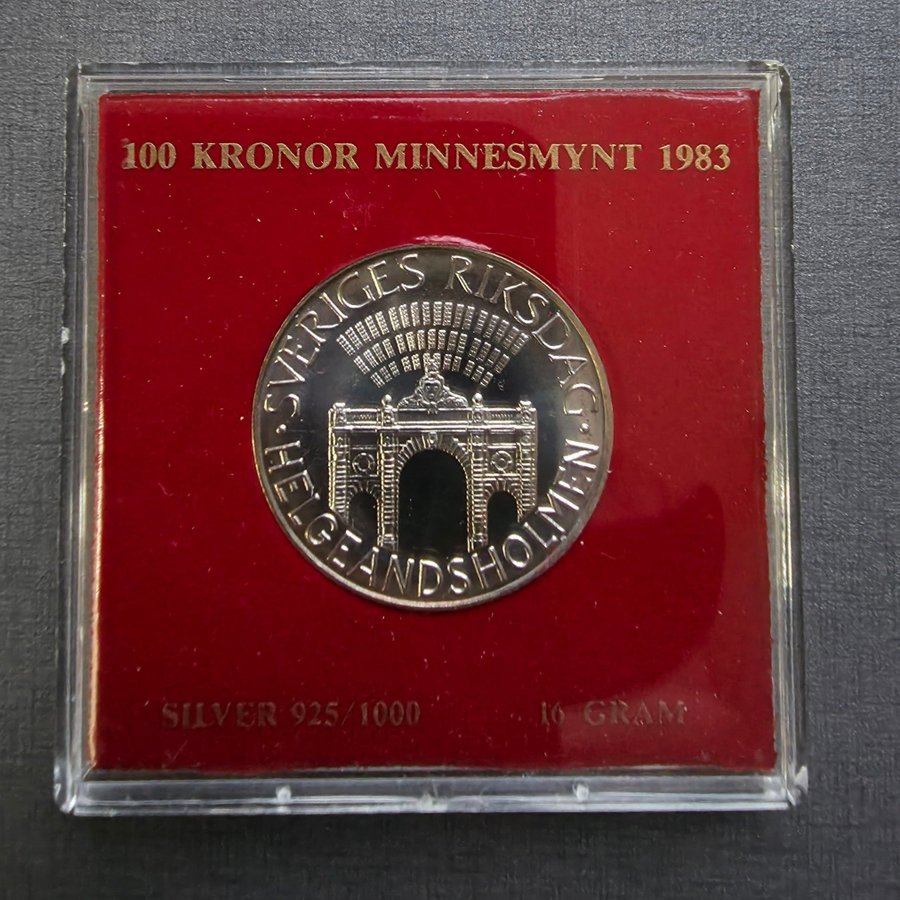 100 KRONOR MINNESMYNT 1983
SVERIGES RIKSDAG
HELGEANDSHOLMEN
SILVER 925/1000 16 GRAM